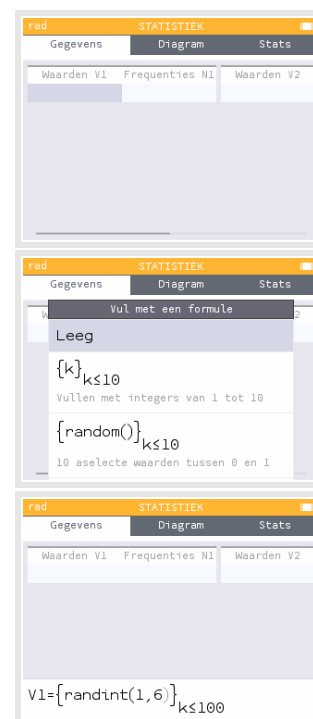 rad STATISTIEK
Gegevens Diagram Stats
Waarden V1 Frequenties N1 Waarden V2
rad STATISTIEK
Gegevens Diagram Stats
Vul met een formule
W 2
Leeg
{k}k≤10
Vullen met integers van 1 tot 10
{random()}k≤10
10 aselecte waarden tussen 0 en 1
rad STATISTIEK
Gegevens Diagram Stats
Waarden V1 Frequenties N1 Waarden V2
V1={randint(1,6)}k≤100